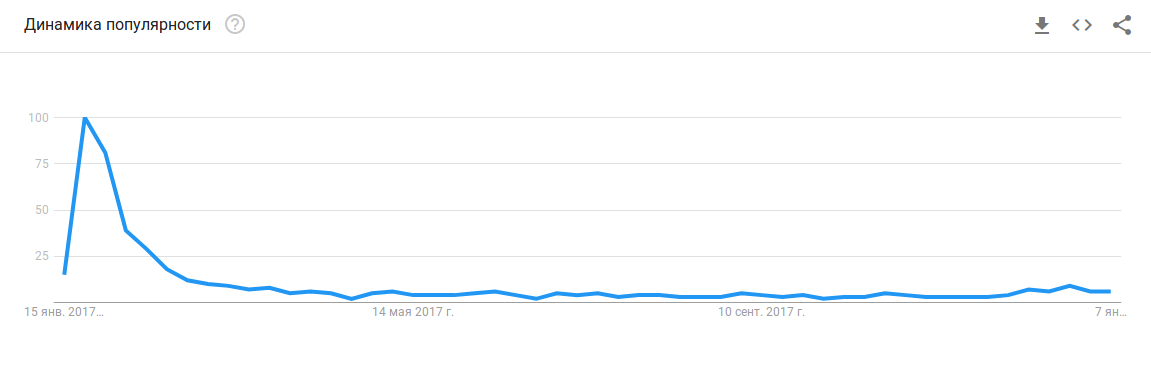 Динамика популярности ?
100
75
50
25
15 янв. 2017…
14 мая 2017 г.
10 сент. 2017 г.
7 ян…